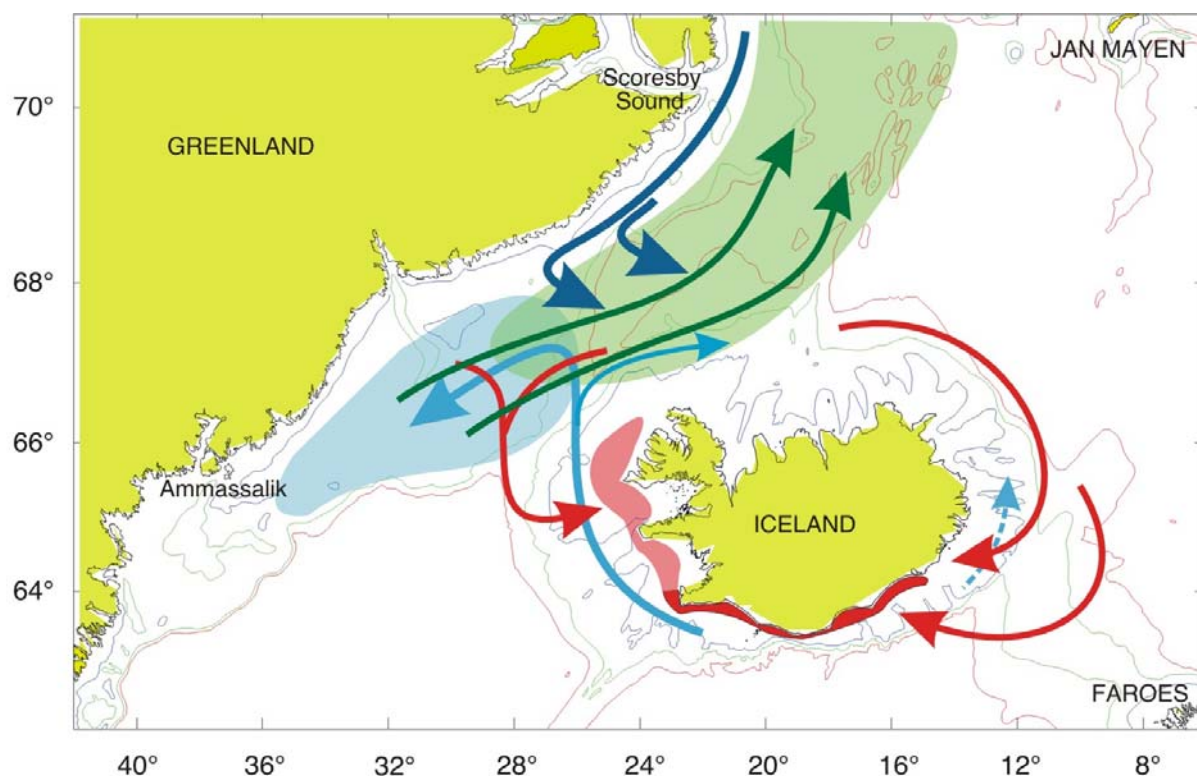 JAN MAYEN
Scoresby
Sound
70°
GREENLAND
68°
66°
Ammassalik
ICELAND
64°
FAROES
40° 36° 32° 28° 24° 20° 16° 12° 8°